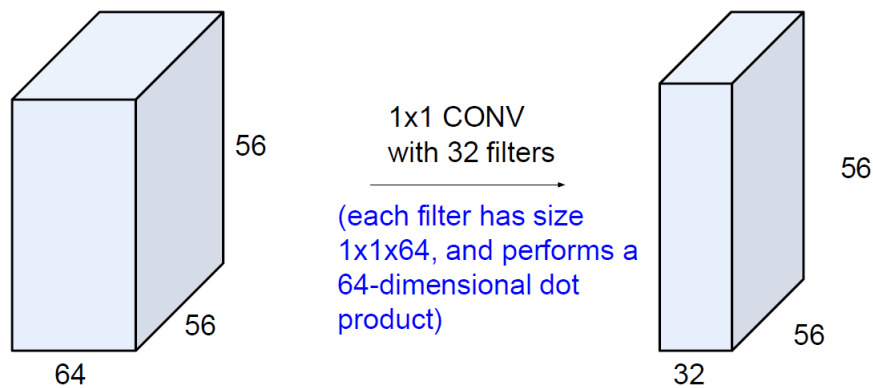 56
56
64
1x1 CONV
with 32 filters
(each filter has size
1x1x64, and performs a
64-dimensional dot
product)
56
56
32